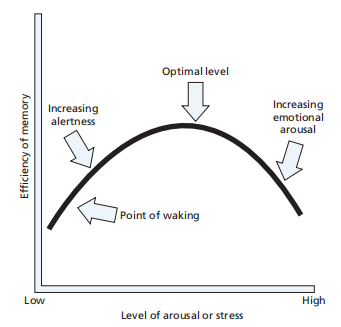 Optimal level
Increasing
alertness
Increasing
emotional
arousal
Point of waking
Efficiency of memory
Low
High
Level of arousal or stress